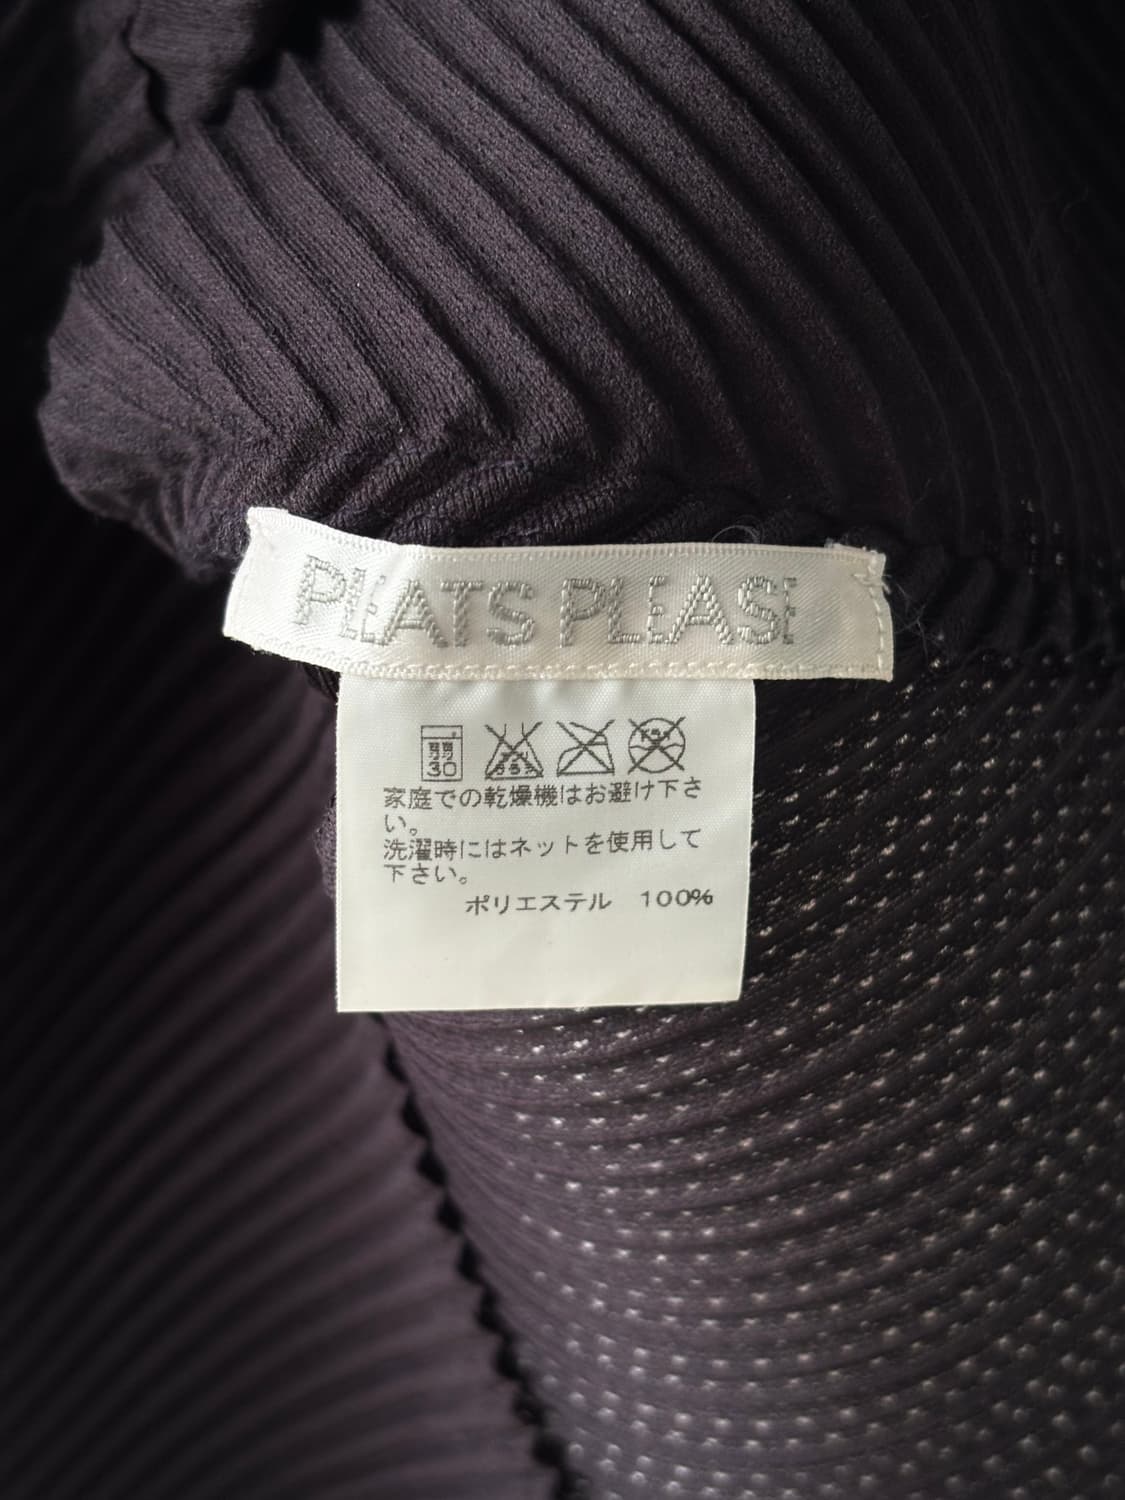 PLEATS PLEASE
弱
30
家庭での乾燥機はお避け下さ
い。
洗濯時にはネットを使用して
下さい。
ポリエステル 100%